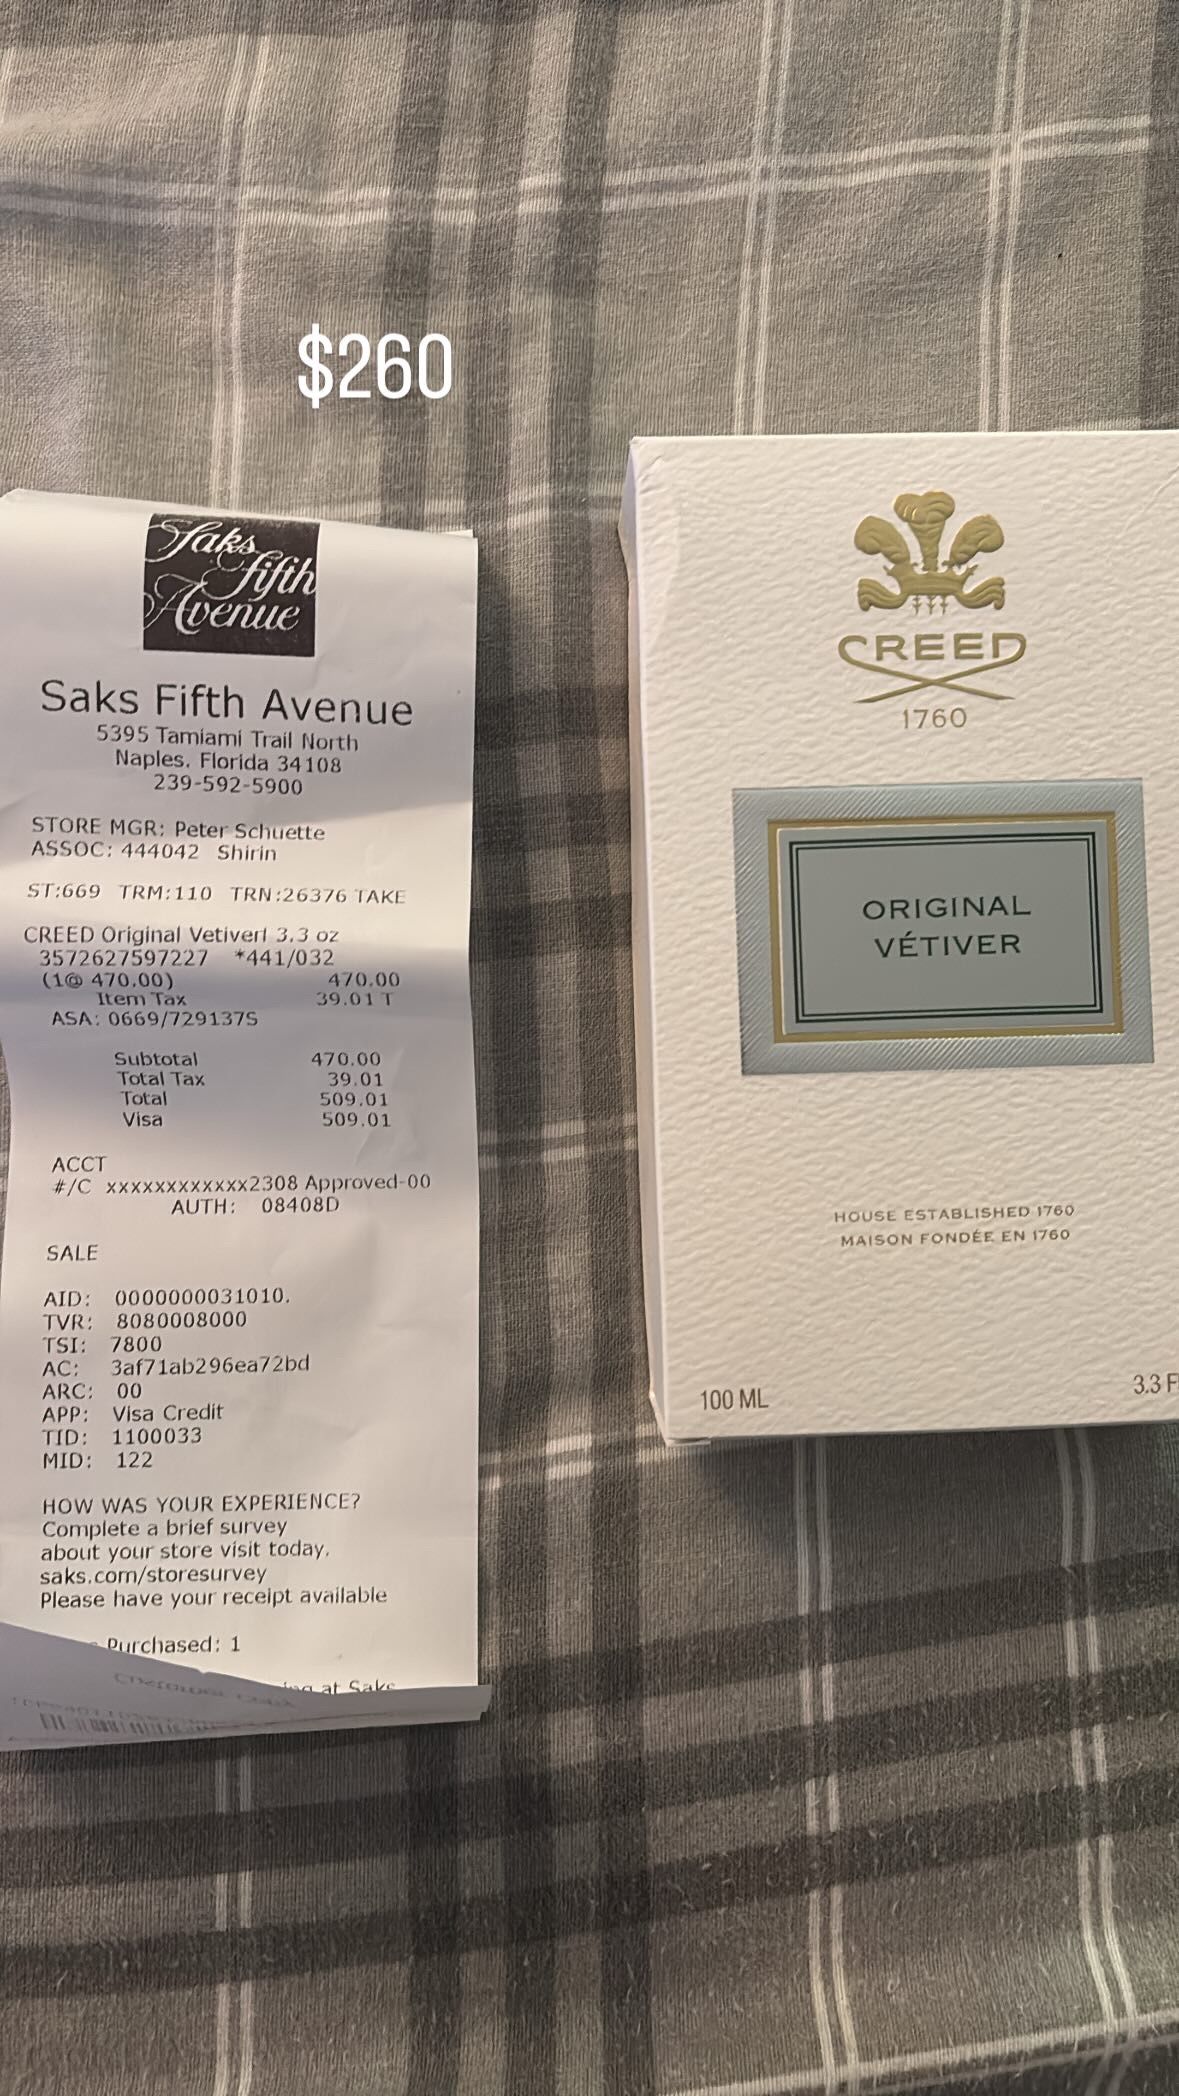 $260
Saks
fifth
Avenue
Saks Fifth Avenue
5395 Tamiami Trail North
Naples, Florida 34108
239-592-5900
STORE MGR: Peter Schuette
ASSOC: 444042 Shirin
ST:669 TRM:110 TRN:26376 TAKE
CREED Original Vetiverl 3.3 oz
3572627597227 *441/032
(1@ 470.00) 470.00
Item Tax 39.01 T
ASA: 0669/729137S
Subtotal 470.00
Total Tax 39.01
Total 509.01
Visa 509.01
ACCT
#/C xxxxxxxxxxxx2308 Approved-00
AUTH: 08408D
SALE
AID: 0000000031010.
TVR: 8080008000
TSI: 7800
AC: 3af71ab296ea72bd
ARC: 00
APP: Visa Credit
TID: 1100033
MID: 122
HOW WAS YOUR EXPERIENCE?
Complete a brief survey
about your store visit today.
saks.com/storesurvey
Please have your receipt available
Purchased: 1
at Saks
CREED
1760
ORIGINAL
VÉTIVER
HOUSE ESTABLISHED 1760
MAISON FONDÉE EN 1760
100 ML
3.3 F